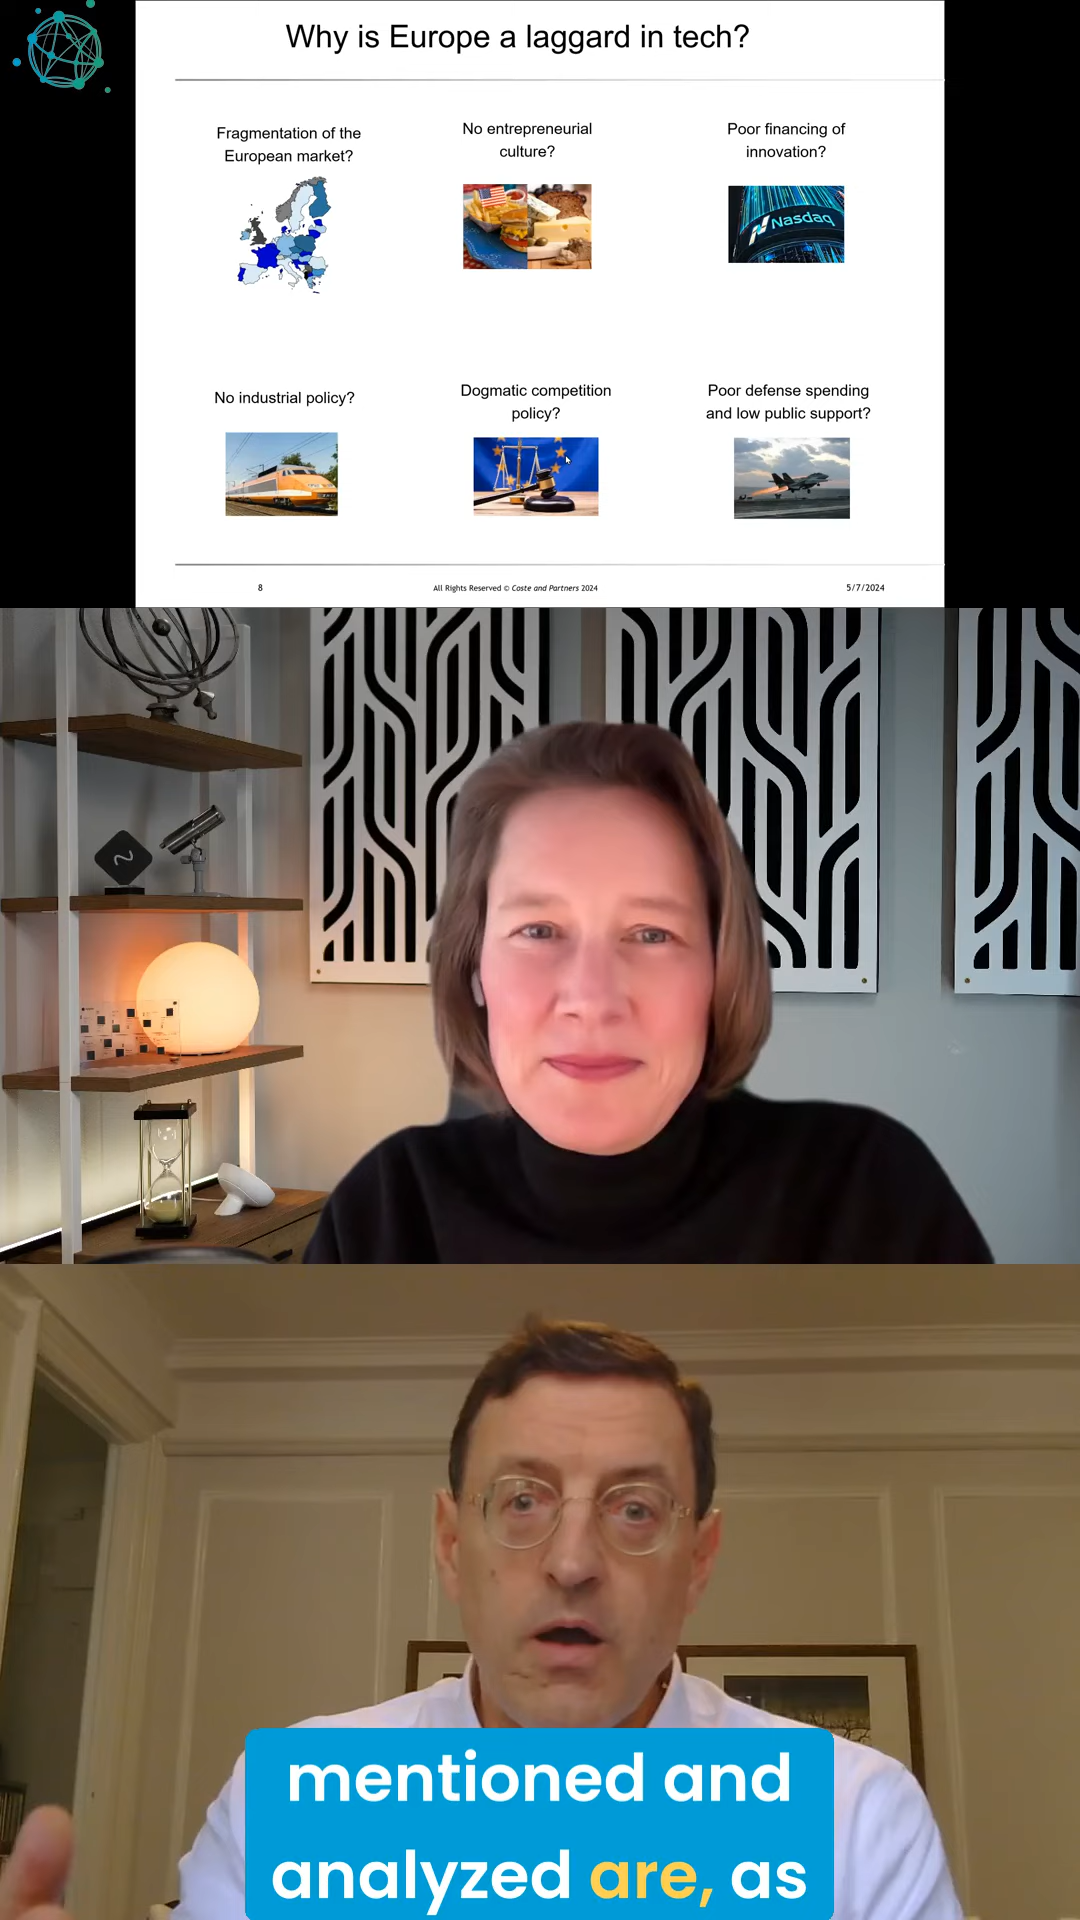 Why is Europe a laggard in tech?
Fragmentation of the
European market?
No entrepreneurial
culture?
Poor financing of
innovation?
Nasdaq
No industrial policy?
Dogmatic competition
policy?
Poor defense spending
and low public support?
8
All Rights Reserved © Coste and Partners 2024
5/7/2024
mentioned and
analyzed are, as